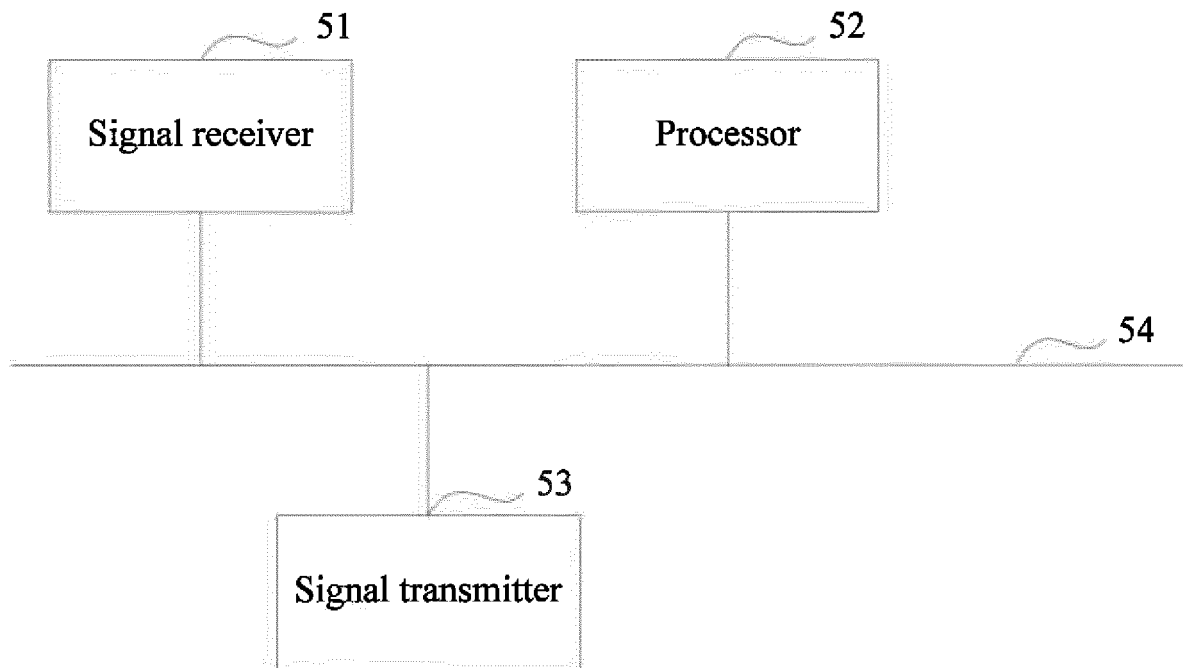 51
52
Signal receiver
Processor
54
53
Signal transmitter